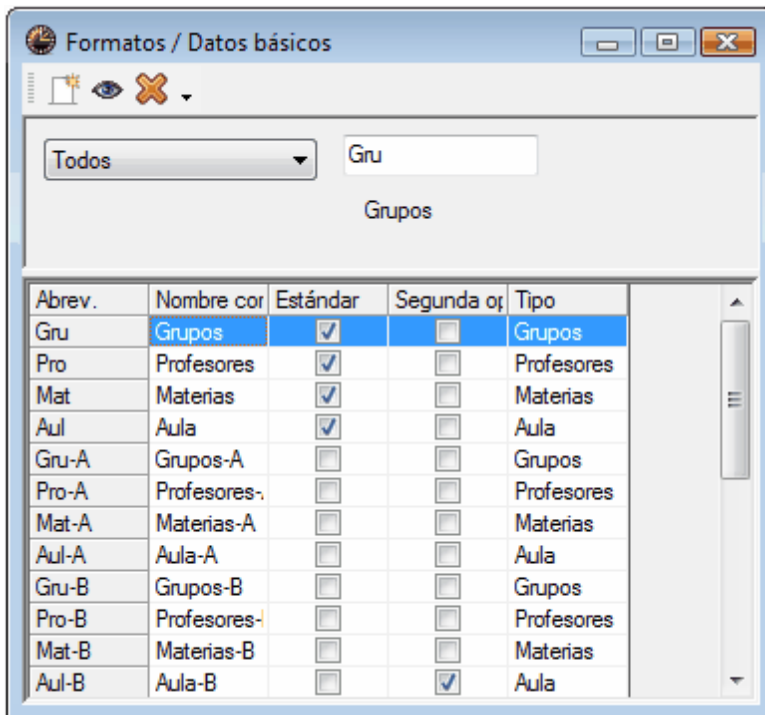 Formatos / Datos básicos
Todos Gru
Grupos
Abrev. Nombre cor Estándar Segunda op Tipo
Gru Grupos Grupos
Pro Profesores Profesores
Mat Materias Materias
Aul Aula Aula
Gru-A Grupos-A Grupos
Pro-A Profesores-A Profesores
Mat-A Materias-A Materias
Aul-A Aula-A Aula
Gru-B Grupos-B Grupos
Pro-B Profesores-B Profesores
Mat-B Materias-B Materias
Aul-B Aula-B Aula